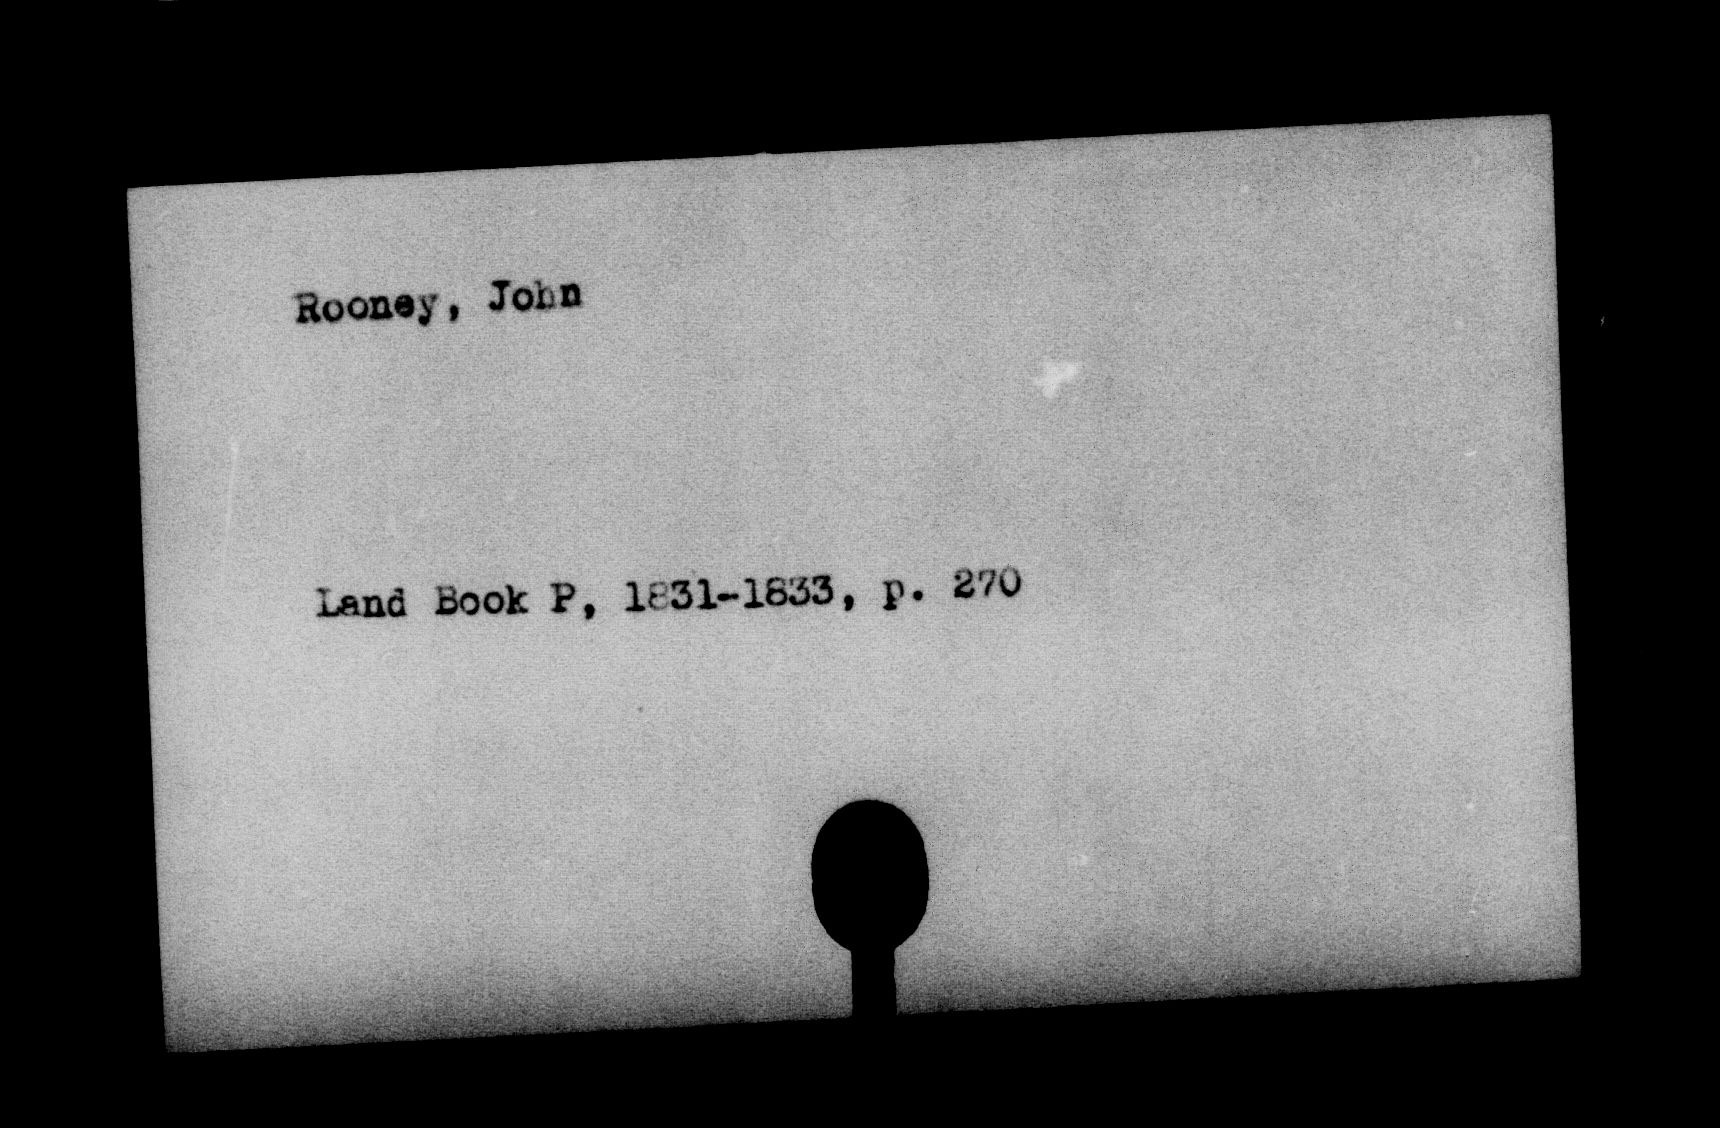 Rooney, John
Land Book P, 1831-1833, p. 270